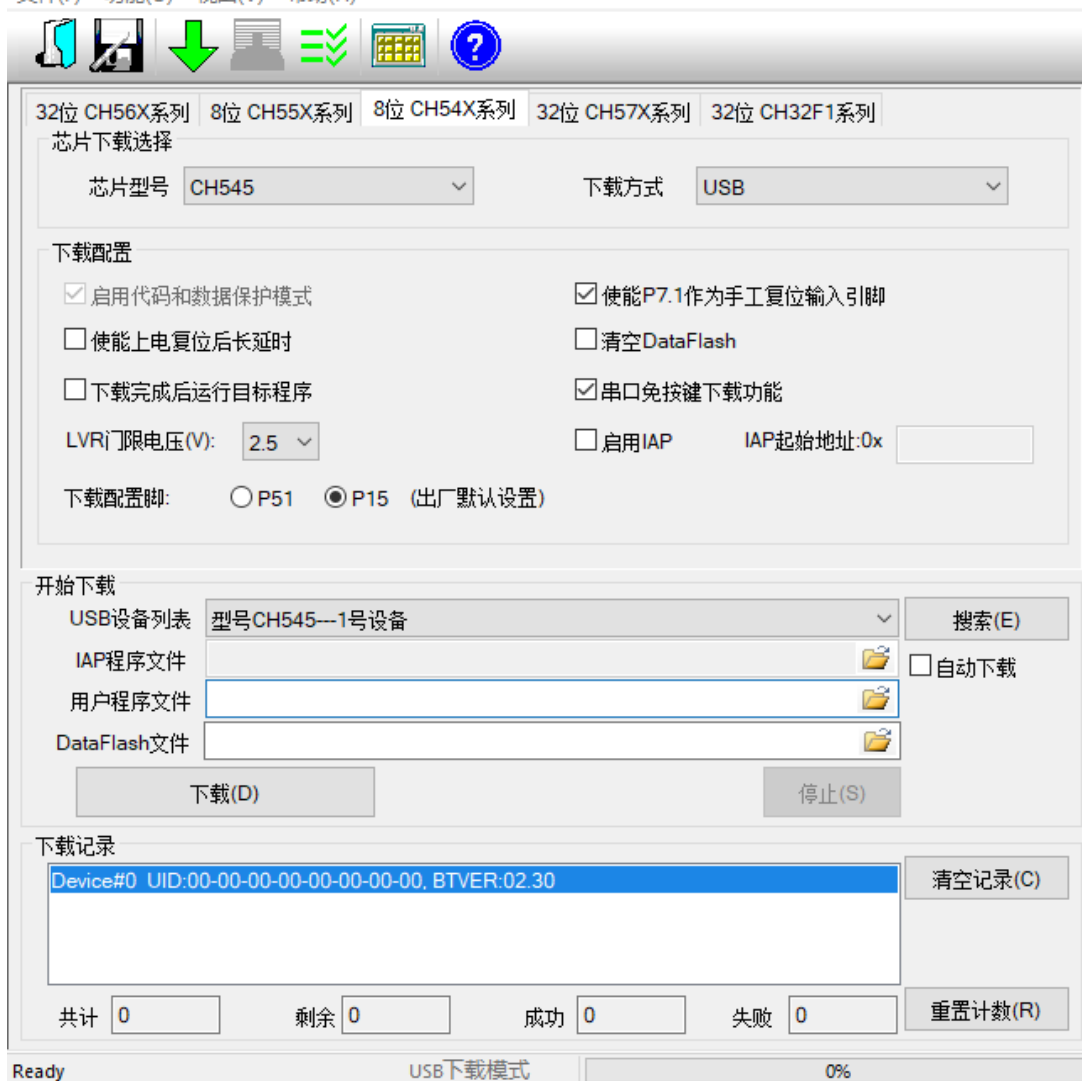 32位 CH56X系列 8位 CH55X系列 8位 CH54X系列 32位 CH57X系列 32位 CH32F1系列
芯片下载选择
芯片型号 CH545 下载方式 USB
下载配置
启用代码和数据保护模式 使能P7.1作为手工复位输入引脚
使能上电复位后长延时 清空DataFlash
下载完成后运行目标程序 串口免按键下载功能
LVR门限电压(V): 2.5 启用IAP IAP起始地址:0x
下载配置脚: P51 P15 (出厂默认设置)
开始下载
USB设备列表 型号CH545---1号设备 搜索(E)
IAP程序文件 自动下载
用户程序文件
DataFlash文件
下载(D) 停止(S)
下载记录
Device#0 UID:00-00-00-00-00-00-00-00, BTVER:02.30 清空记录(C)
共计 0 剩余 0 成功 0 失败 0 重置计数(R)
Ready USB下载模式 0%